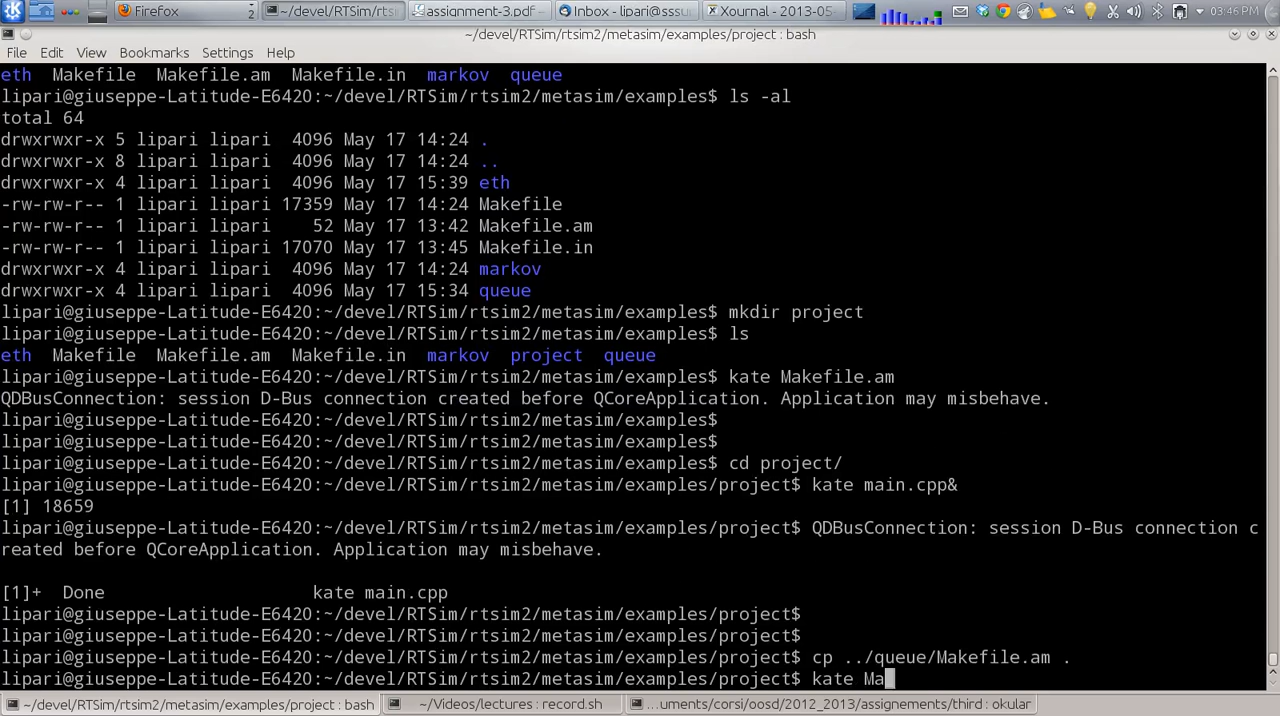 Firefox 2 ~/devel/RTSim/rts assignment-3.pdf – Inbox - lipari@sssu Xournal - 2013-05 03:46 PM
~/devel/RTSim/rtsim2/metasim/examples/project : bash
File Edit View Bookmarks Settings Help
eth Makefile Makefile.am Makefile.in markov queue
lipari@giuseppe-Latitude-E6420:~/devel/RTSim/rtsim2/metasim/examples$ ls -al
total 64
drwxrwxr-x 5 lipari lipari 4096 May 17 14:24 .
drwxrwxr-x 8 lipari lipari 4096 May 17 14:24 ..
drwxrwxr-x 4 lipari lipari 4096 May 17 15:39 eth
-rw-rw-r-- 1 lipari lipari 17359 May 17 14:24 Makefile
-rw-rw-r-- 1 lipari lipari 52 May 17 13:42 Makefile.am
-rw-rw-r-- 1 lipari lipari 17070 May 17 13:45 Makefile.in
drwxrwxr-x 4 lipari lipari 4096 May 17 14:24 markov
drwxrwxr-x 4 lipari lipari 4096 May 17 15:34 queue
lipari@giuseppe-Latitude-E6420:~/devel/RTSim/rtsim2/metasim/examples$ mkdir project
lipari@giuseppe-Latitude-E6420:~/devel/RTSim/rtsim2/metasim/examples$ ls
eth Makefile Makefile.am Makefile.in markov project queue
lipari@giuseppe-Latitude-E6420:~/devel/RTSim/rtsim2/metasim/examples$ kate Makefile.am
QDBusConnection: session D-Bus connection created before QCoreApplication. Application may misbehave.
lipari@giuseppe-Latitude-E6420:~/devel/RTSim/rtsim2/metasim/examples$
lipari@giuseppe-Latitude-E6420:~/devel/RTSim/rtsim2/metasim/examples$
lipari@giuseppe-Latitude-E6420:~/devel/RTSim/rtsim2/metasim/examples$ cd project/
lipari@giuseppe-Latitude-E6420:~/devel/RTSim/rtsim2/metasim/examples/project$ kate main.cpp&
[1] 18659
lipari@giuseppe-Latitude-E6420:~/devel/RTSim/rtsim2/metasim/examples/project$ QDBusConnection: session D-Bus connection c
reated before QCoreApplication. Application may misbehave.
[1]+ Done kate main.cpp
lipari@giuseppe-Latitude-E6420:~/devel/RTSim/rtsim2/metasim/examples/project$
lipari@giuseppe-Latitude-E6420:~/devel/RTSim/rtsim2/metasim/examples/project$
lipari@giuseppe-Latitude-E6420:~/devel/RTSim/rtsim2/metasim/examples/project$ cp ../queue/Makefile.am .
lipari@giuseppe-Latitude-E6420:~/devel/RTSim/rtsim2/metasim/examples/project$ kate Ma
~/devel/RTSim/rtsim2/metasim/examples/project : bash ~/Videos/lectures : record.sh ...uments/corsi/oosd/2012_2013/assignements/third : okular